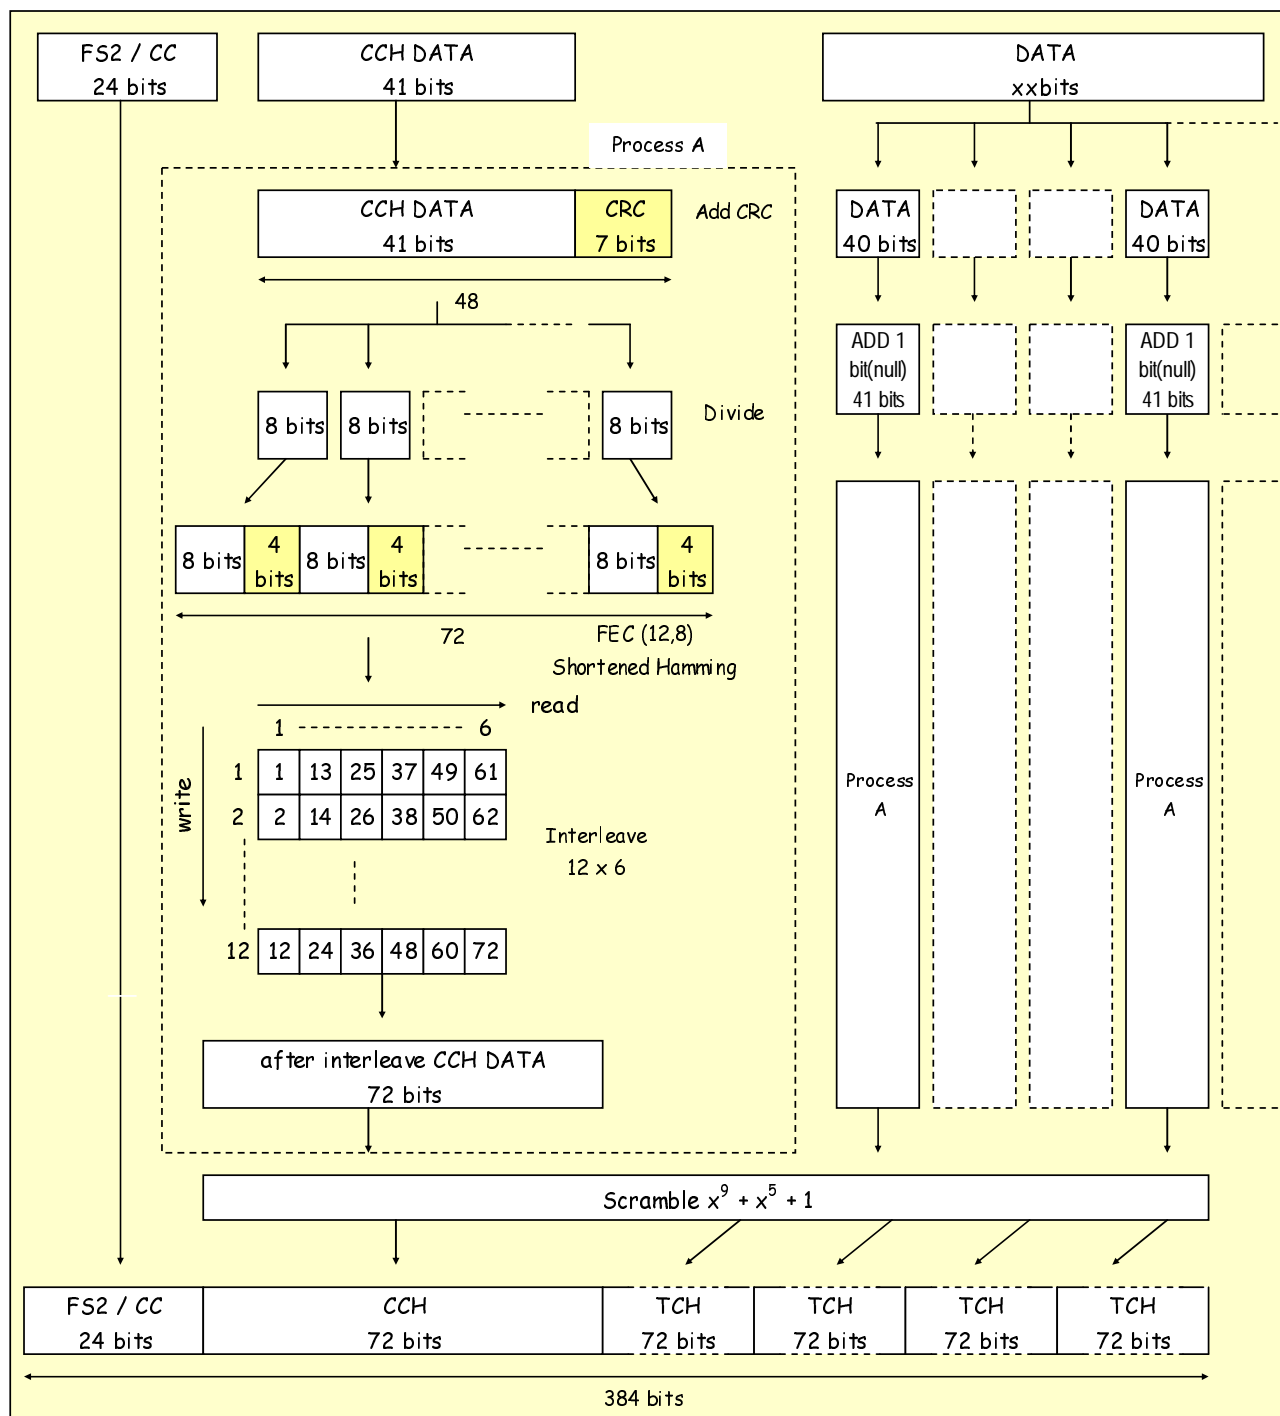 FS2 / CC
24 bits
CCH DATA
41 bits
DATA
xxbits
Process A
CCH DATA
41 bits
CRC
7 bits
Add CRC
48
DATA
40 bits
DATA
40 bits
ADD 1
bit(null)
41 bits
ADD 1
bit(null)
41 bits
8 bits
8 bits
8 bits
Divide
8 bits
4
bits
8 bits
4
bits
8 bits
4
bits
72
FEC (12,8)
Shortened Hamming
read
1
6
write
1
1 13 25 37 49 61
2
2 14 26 38 50 62
Interleave
12 x 6
12
12 24 36 48 60 72
Process
A
Process
A
after interleave CCH DATA
72 bits
Scramble x⁹ + x⁵ + 1
FS2 / CC
24 bits
CCH
72 bits
TCH
72 bits
TCH
72 bits
TCH
72 bits
TCH
72 bits
384 bits